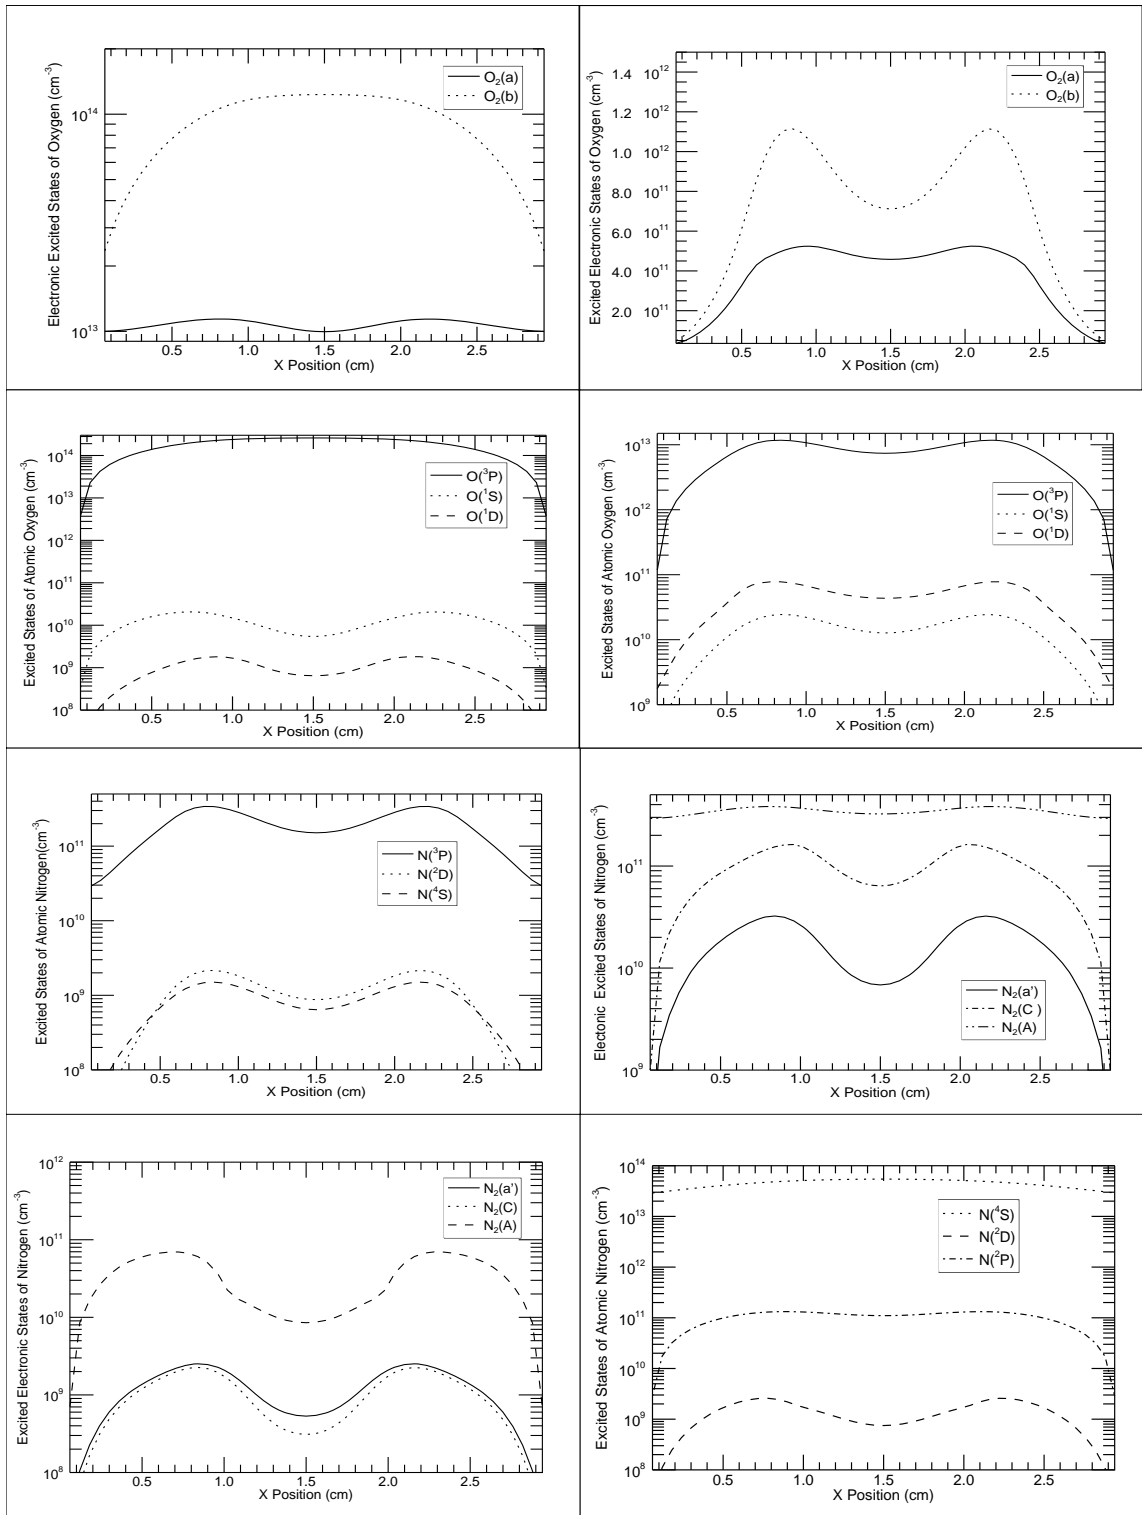 Electronic Excited States of Oxygen (cm⁻³)
O₂(a)
O₂(b)
10¹⁴
10¹³
0.5 1.0 1.5 2.0 2.5
X Position (cm)
Excited Electronic States of Oxygen (cm⁻³)
O₂(a)
O₂(b)
1.4 10¹²
1.2 10¹²
1.0 10¹²
8.0 10¹¹
6.0 10¹¹
4.0 10¹¹
2.0 10¹¹
0.5 1.0 1.5 2.0 2.5
X Position (cm)
Excited States of Atomic Oxygen (cm⁻³)
O(³P)
O(¹S)
O(¹D)
10¹⁴
10¹³
10¹²
10¹¹
10¹⁰
10⁹
10⁸
0.5 1.0 1.5 2.0 2.5
X Position (cm)
Excited States of Atomic Oxygen (cm⁻³)
O(³P)
O(¹S)
O(¹D)
10¹³
10¹²
10¹¹
10¹⁰
10⁹
0.5 1.0 1.5 2.0 2.5
X Position (cm)
Excited States of Atomic Nitrogen(cm⁻³)
N(³P)
N(²D)
N(⁴S)
10¹¹
10¹⁰
10⁹
10⁸
0.5 1.0 1.5 2.0 2.5
X Position (cm)
Electonic Excited States of Nitrogen (cm⁻³)
N₂(a')
N₂(C )
N₂(A)
10¹¹
10¹⁰
10⁹
0.5 1.0 1.5 2.0 2.5
X Position (cm)
Excited Electronic States of Nitrogen (cm⁻³)
N₂(a')
N₂(C)
N₂(A)
10¹²
10¹¹
10¹⁰
10⁹
10⁸
0.5 1.0 1.5 2.0 2.5
X Position (cm)
Excited States of Atomic Nitrogen (cm⁻³)
N(⁴S)
N(²D)
N(²P)
10¹⁴
10¹³
10¹²
10¹¹
10¹⁰
10⁹
10⁸
0.5 1.0 1.5 2.0 2.5
X Position (cm)